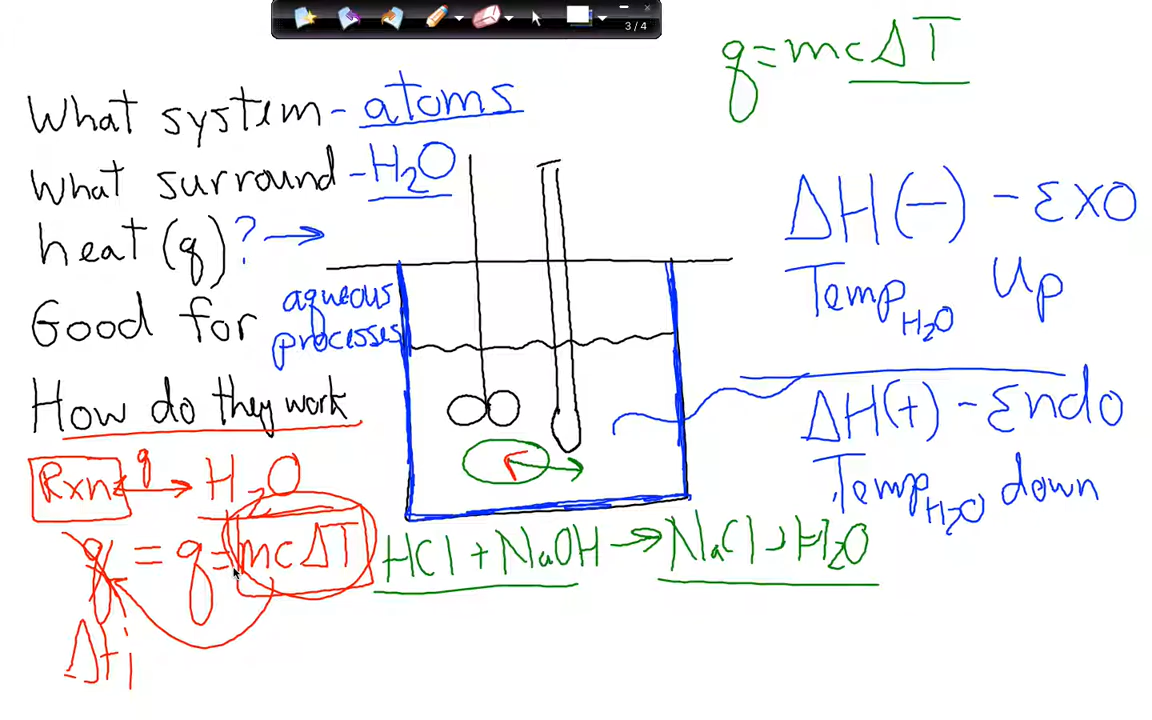 3 / 4
q = mcΔT
What system - atoms
What surround - H₂O
heat (q) ? →
Good for aqueous processes
How do they work
Rxn q → H₂O
q = q = mcΔT
ΔH
ΔH (-) - Exo
Temp H₂O Up
ΔH(+) - Endo
Temp H₂O down
HCl + NaOH → NaCl + H₂O